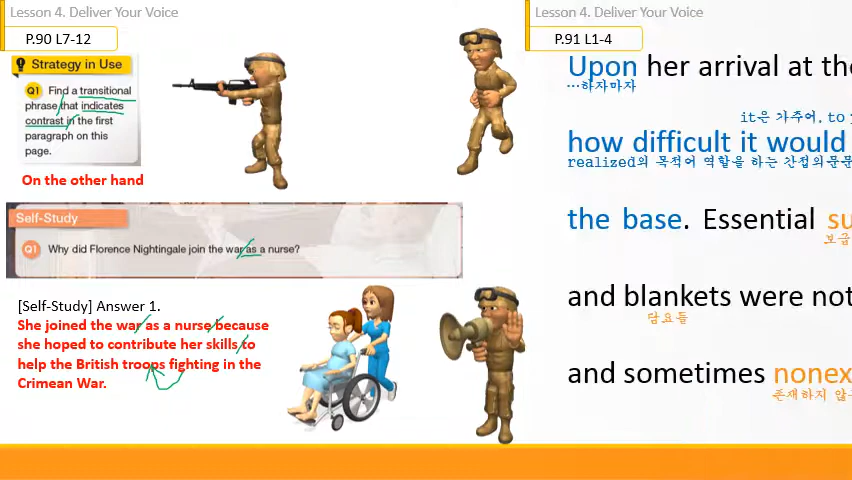 Lesson 4. Deliver Your Voice
P.90 L7-12
Strategy in Use
Q1 Find a transitional
phrase that indicates
contrast in the first
paragraph on this
page.
On the other hand
Self-Study
Q1 Why did Florence Nightingale join the war as a nurse?
[Self-Study] Answer 1.
She joined the war as a nurse because
she hoped to contribute her skills to
help the British troops fighting in the
Crimean War.
Lesson 4. Deliver Your Voice
P.91 L1-4
Upon her arrival at the
…하자마자
it은 가주어, to
how difficult it would
realized의 목적어 역할을 하는 간접의문문
the base. Essential su
보급
and blankets were not
담요들
and sometimes nonex
존재하지 않